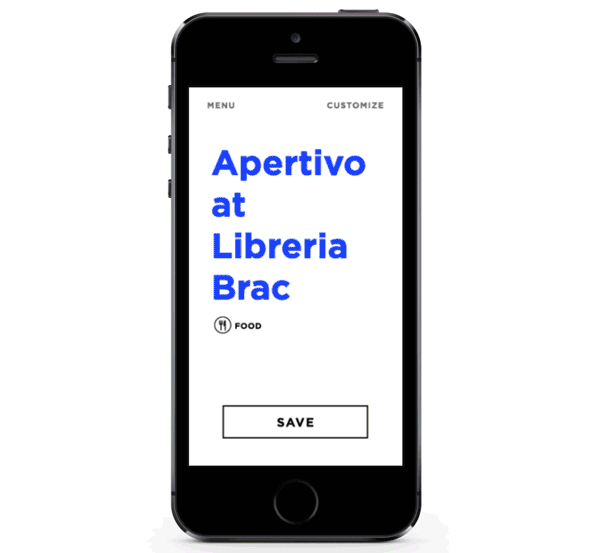 MENU CUSTOMIZE
Apertivo
at
Libreria
Brac
FOOD
SAVE